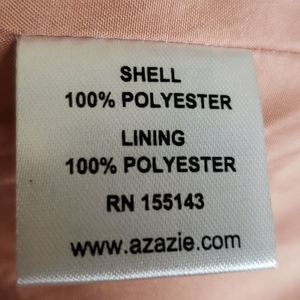 SHELL
100% POLYESTER
LINING
100% POLYESTER
RN 155143
www.azazie.com